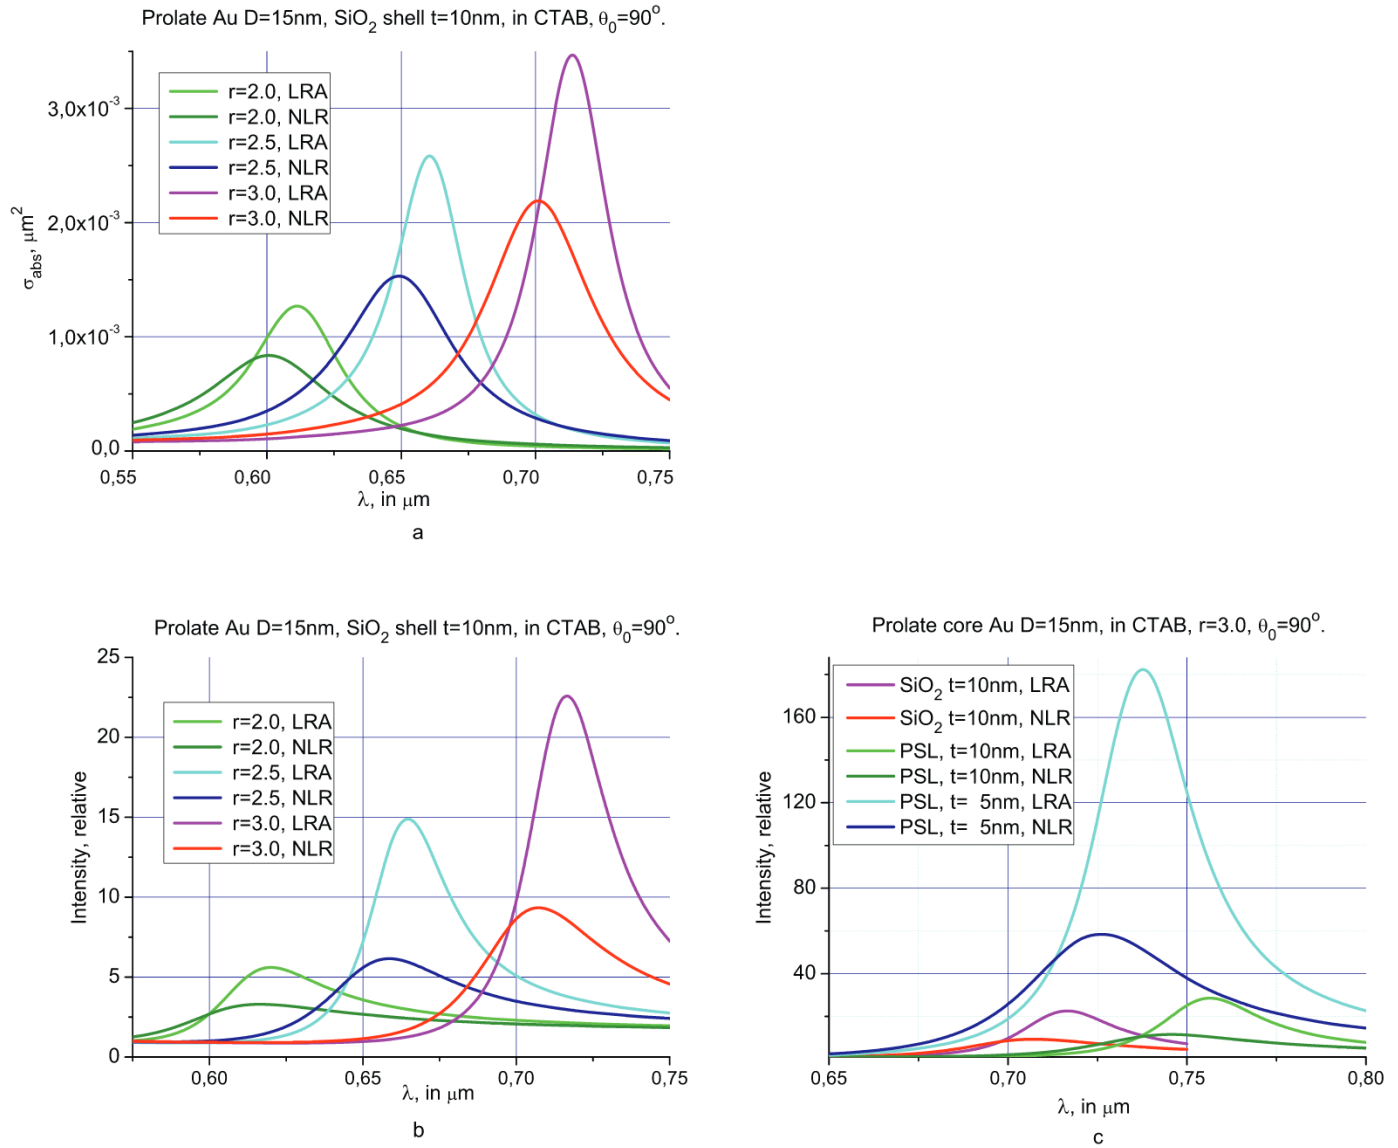 Prolate Au D=15nm, SiO₂ shell t=10nm, in CTAB, θ₀=90°.
r=2.0, LRA
r=2.0, NLR
r=2.5, LRA
r=2.5, NLR
r=3.0, LRA
r=3.0, NLR
3,0x10⁻³
2,0x10⁻³
1,0x10⁻³
0,0
σabs, μm²
0,55 0,60 0,65 0,70 0,75
λ, in μm
a
Prolate Au D=15nm, SiO₂ shell t=10nm, in CTAB, θ₀=90°.
r=2.0, LRA
r=2.0, NLR
r=2.5, LRA
r=2.5, NLR
r=3.0, LRA
r=3.0, NLR
25
20
15
10
5
0
Intensity, relative
0,60 0,65 0,70 0,75
λ, in μm
b
Prolate core Au D=15nm, in CTAB, r=3.0, θ₀=90°.
SiO₂ t=10nm, LRA
SiO₂ t=10nm, NLR
PSL, t=10nm, LRA
PSL, t=10nm, NLR
PSL, t= 5nm, LRA
PSL, t= 5nm, NLR
160
120
80
40
Intensity, relative
0,65 0,70 0,75 0,80
λ, in μm
c